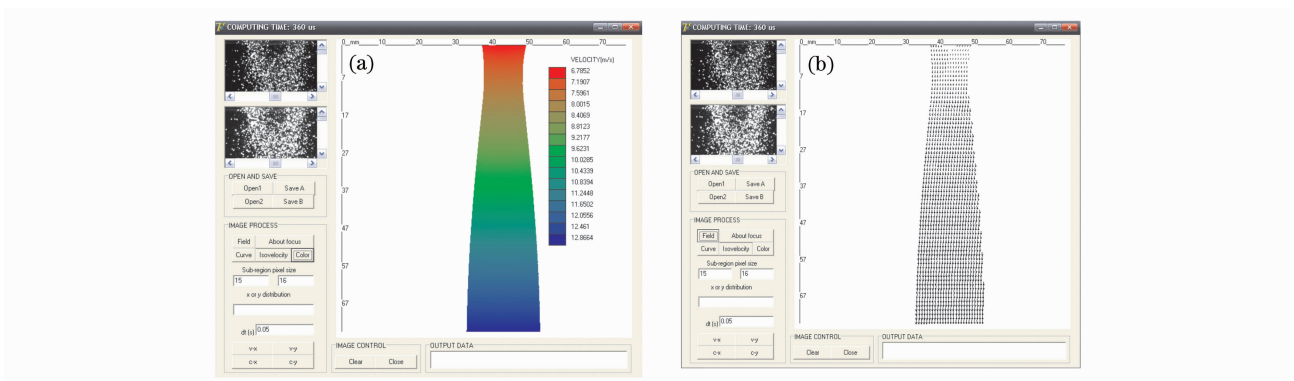 COMPUTING TIME: 360 us
0 mm 10 20 30 40 50 60 70
(a)
7
17
27
37
47
57
67
VELOCITY(m/s)
6.7852
7.1907
7.5961
8.0015
8.4069
8.8123
9.2177
9.6231
10.0285
10.4339
10.8394
11.2448
11.6502
12.0556
12.461
12.8664
OPEN AND SAVE
Open1 Save A
Open2 Save B
IMAGE PROCESS
Field About focus
Curve Isovelocity Color
Sub-region pixel size
15 16
x or y distribution
dt (s) 0.05
v-x v-y
c-x c-y
IMAGE CONTROL
Clear Close
OUTPUT DATA
COMPUTING TIME: 360 us
0 mm 10 20 30 40 50 60 70
(b)
7
17
27
37
47
57
67
OPEN AND SAVE
Open1 Save A
Open2 Save B
IMAGE PROCESS
Field About focus
Curve Isovelocity Color
Sub-region pixel size
15 16
x or y distribution
dt (s) 0.05
v-x v-y
c-x c-y
IMAGE CONTROL
Clear Close
OUTPUT DATA